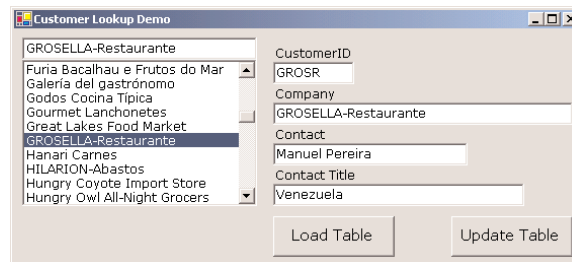 Customer Lookup Demo
GROSELLA-Restaurante
Furia Bacalhau e Frutos do Mar
Galería del gastrónomo
Godos Cocina Típica
Gourmet Lanchonetes
Great Lakes Food Market
GROSELLA-Restaurante
Hanari Carnes
HILARION-Abastos
Hungry Coyote Import Store
Hungry Owl All-Night Grocers
CustomerID
GROSR
Company
GROSELLA-Restaurante
Contact
Manuel Pereira
Contact Title
Venezuela
Load Table
Update Table